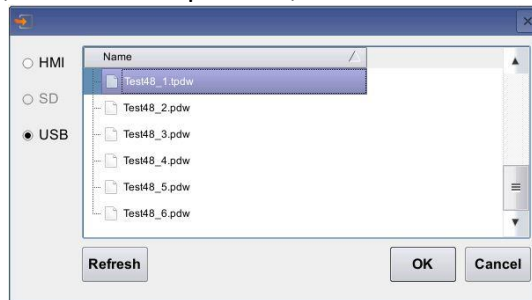 HMI
SD
USB
Name
Test48_1.tpdw
Test48_2.pdw
Test48_3.pdw
Test48_4.pdw
Test48_5.pdw
Test48_6.pdw
Refresh
OK
Cancel